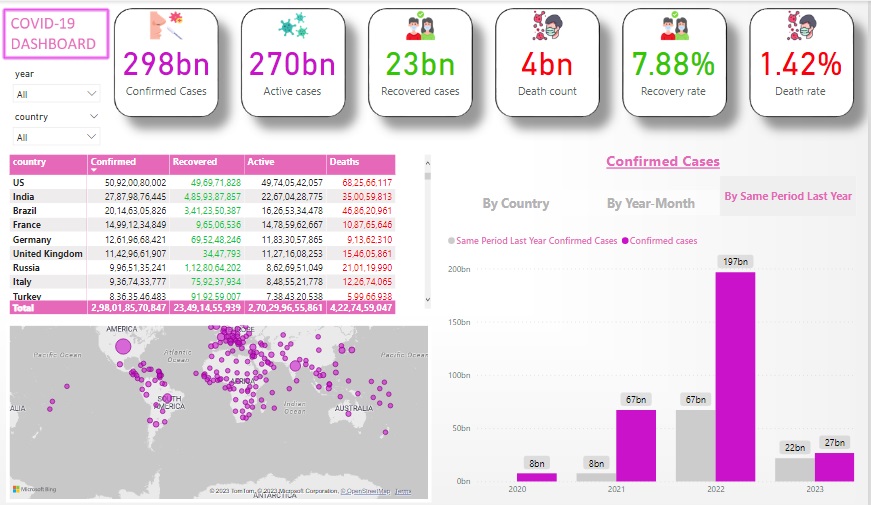 COVID-19
DASHBOARD
year
All
country
All
298bn
Confirmed Cases
270bn
Active cases
23bn
Recovered cases
4bn
Death count
7.88%
Recovery rate
1.42%
Death rate
country Confirmed Recovered Active Deaths
US 50,92,00,80,002 49,69,71,828 49,74,05,42,057 68,25,66,117
India 27,87,98,76,445 4,85,93,87,857 22,67,04,28,775 35,00,59,813
Brazil 20,14,63,05,826 3,41,23,50,387 16,26,53,34,478 46,86,20,961
France 14,99,12,34,849 9,65,06,536 14,78,59,62,667 10,87,65,646
Germany 12,61,96,68,421 69,52,48,246 11,83,30,57,865 9,13,62,310
United Kingdom 11,42,96,61,907 34,47,793 11,27,16,08,253 15,46,05,861
Russia 9,96,51,35,241 1,12,80,64,202 8,62,69,51,049 21,01,19,990
Italy 9,36,74,33,777 75,92,37,934 8,48,55,21,778 12,26,74,065
Turkey 8,36,35,46,483 91,92,59,007 7,38,43,20,538 5,99,66,938
Total 2,98,01,85,70,847 23,49,14,55,939 2,70,29,96,55,861 4,22,74,59,047
Confirmed Cases
By Country
By Year-Month
By Same Period Last Year
Same Period Last Year Confirmed Cases
Confirmed cases
200bn
150bn
100bn
50bn
0bn
8bn
8bn
67bn
67bn
197bn
22bn
27bn
2020
2021
2022
2023
AMERICA
Pacific Ocean
Atlantic
Ocean
Pacific Ocean
SOUTH
AMERICA
Indian
Ocean
AUSTRALIA
ALIA
Microsoft Bing
© 2023 TomTom, © 2023 Microsoft Corporation, © OpenStreetMap Terms
ANTARCTICA